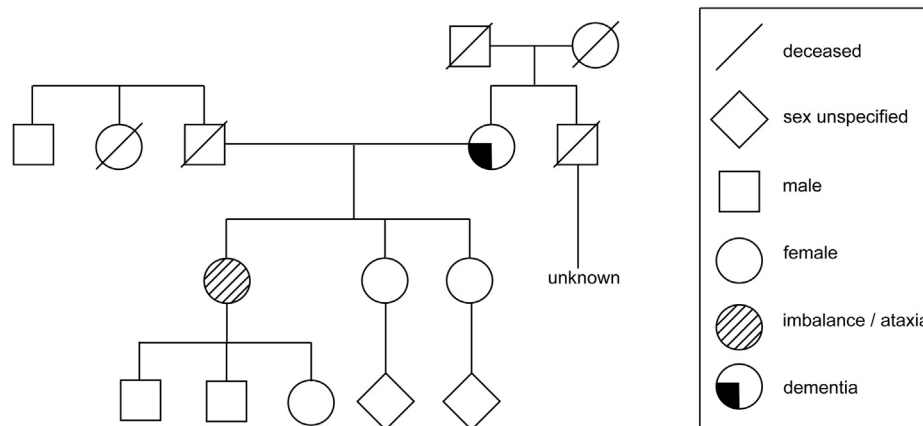 deceased
sex unspecified
male
female
imbalance / ataxia
dementia
unknown